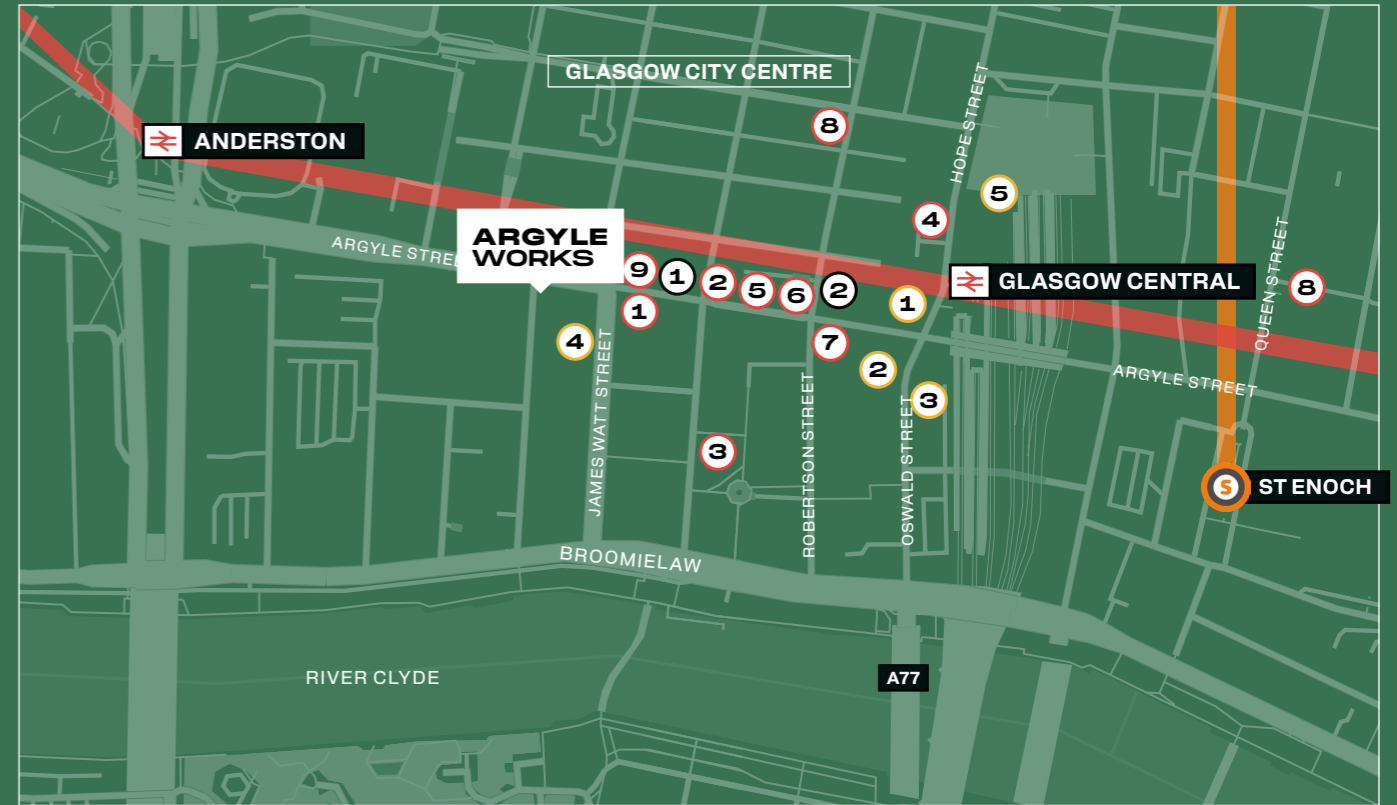 GLASGOW CITY CENTRE
HOPE STREET
8
ANDERSTON
5
4
ARGYLE STREE
ARGYLE
WORKS
9
1
2
5
6
2
1
GLASGOW CENTRAL
QUEEN STREET
8
1
4
7
2
3
ARGYLE STREET
JAMES WATT STREET
3
ROBERTSON STREET
OSWALD STREET
S
ST ENOCH
BROOMIELAW
RIVER CLYDE
A77